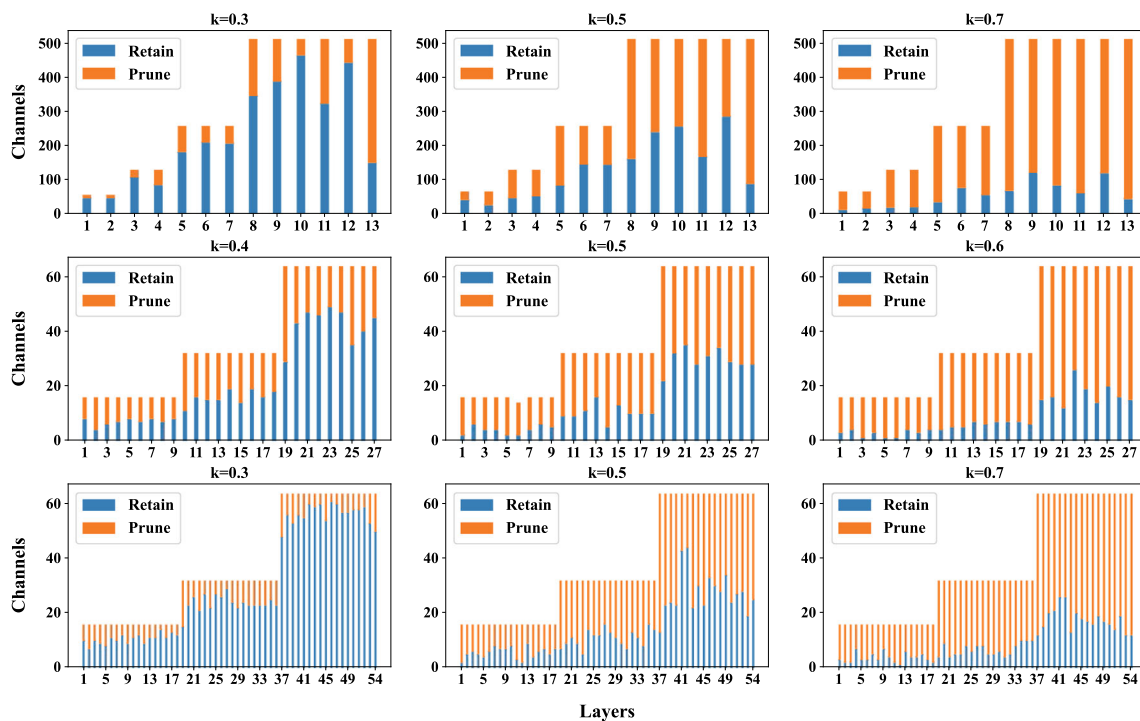 k=0.3 k=0.5 k=0.7
Channels
500 400 300 200 100 0
Retain
Prune
1 2 3 4 5 6 7 8 9 10 11 12 13
500 400 300 200 100 0
Retain
Prune
1 2 3 4 5 6 7 8 9 10 11 12 13
500 400 300 200 100 0
Retain
Prune
1 2 3 4 5 6 7 8 9 10 11 12 13
k=0.4 k=0.5 k=0.6
Channels
60 40 20 0
Retain
Prune
1 3 5 7 9 11 13 15 17 19 21 23 25 27
60 40 20 0
Retain
Prune
1 3 5 7 9 11 13 15 17 19 21 23 25 27
60 40 20 0
Retain
Prune
1 3 5 7 9 11 13 15 17 19 21 23 25 27
k=0.3 k=0.5 k=0.7
Channels
60 40 20 0
Retain
Prune
1 5 9 13 17 21 25 29 33 37 41 45 49 54
60 40 20 0
Retain
Prune
1 5 9 13 17 21 25 29 33 37 41 45 49 54
60 40 20 0
Retain
Prune
1 5 9 13 17 21 25 29 33 37 41 45 49 54
Layers